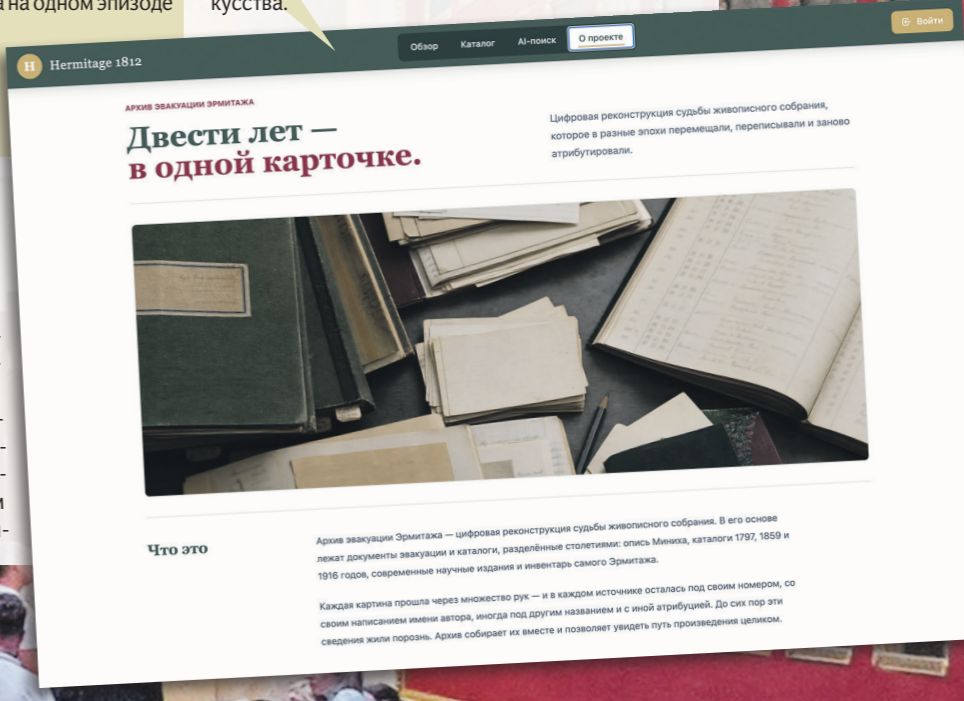 на одном эпизоде
кусства.
H Hermitage 1812
Обзор Каталог AI-поиск О проекте
Войти
АРХИВ ЭВАКУАЦИИ ЭРМИТАЖА
Двести лет —
в одной карточке.
Цифровая реконструкция судьбы живописного собрания,
которое в разные эпохи перемещали, переписывали и заново
атрибутировали.
Что это
Архив эвакуации Эрмитажа — цифровая реконструкция судьбы живописного собрания. В его основе
лежат документы эвакуации и каталоги, разделённые столетиями: опись Миниха, каталоги 1797, 1859 и
1916 годов, современные научные издания и инвентарь самого Эрмитажа.
Каждая картина прошла через множество рук — и в каждом источнике осталась под своим номером, со
своим написанием имени автора, иногда под другим названием и с иной атрибуцией. До сих пор эти
сведения жили порознь. Архив собирает их вместе и позволяет увидеть путь произведения целиком.